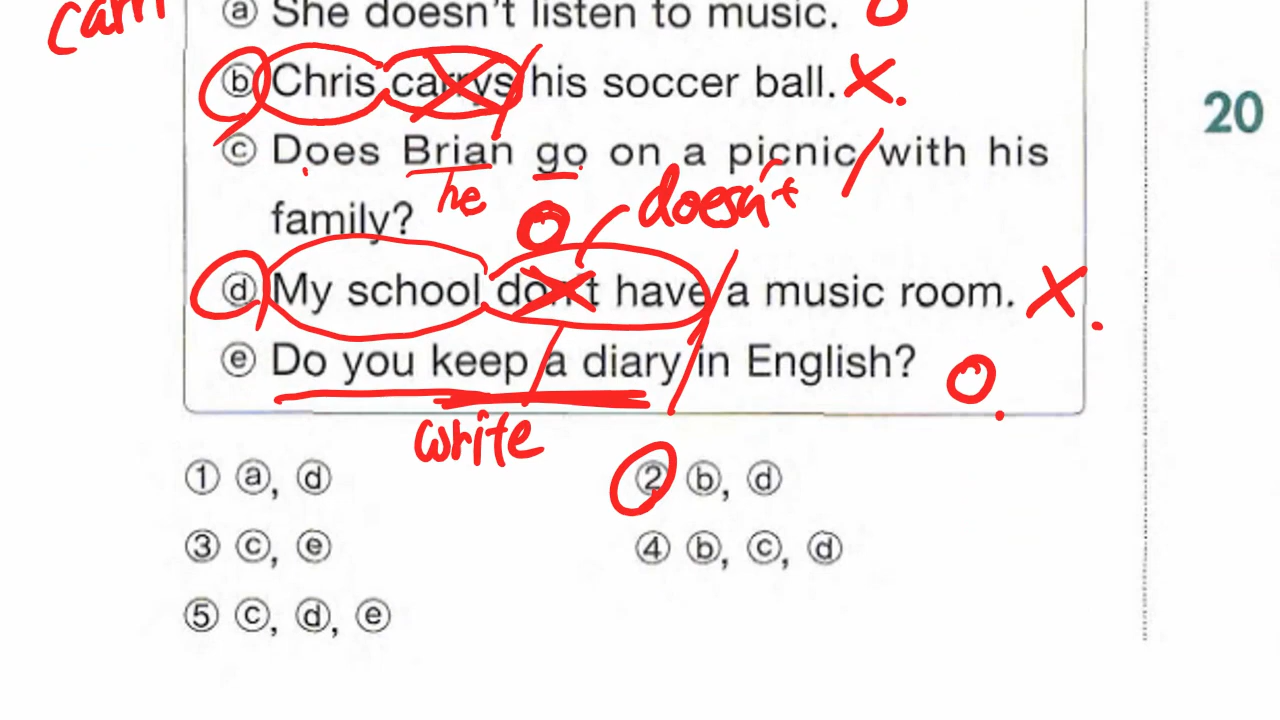 ⓐ She doesn't listen to music.
ⓑ Chris carrys his soccer ball. X.
ⓒ Does Brian go on a picnic with his
he
doesn't
family? O
ⓓ My school don't have a music room. X.
ⓔ Do you keep a diary in English? O.
write
① ⓐ, ⓓ
② ⓑ, ⓓ
③ ⓒ, ⓔ
④ ⓑ, ⓒ, ⓓ
⑤ ⓒ, ⓓ, ⓔ
20